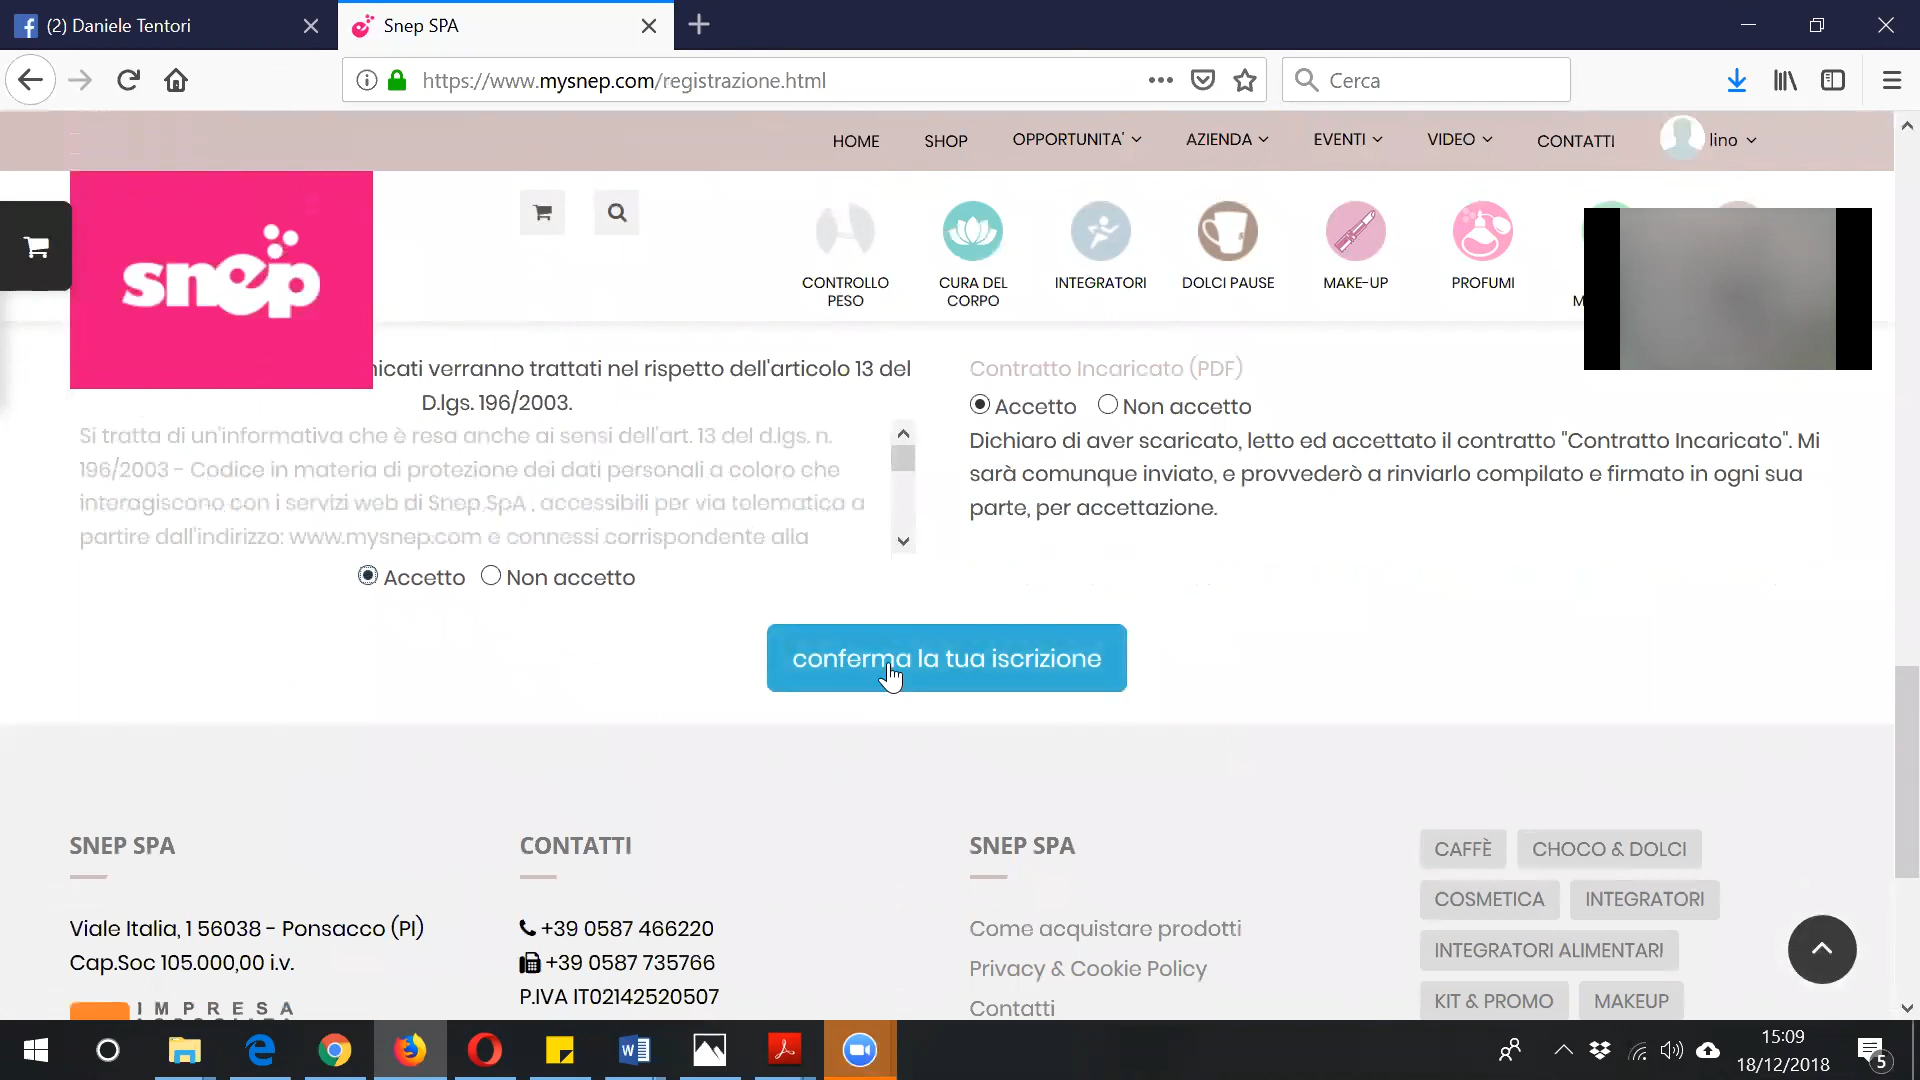 (2) Daniele Tentori
Snep SPA
https://www.mysnep.com/registrazione.html
Cerca
HOME
SHOP
OPPORTUNITA'
AZIENDA
EVENTI
VIDEO
CONTATTI
lino
snep
CONTROLLO
PESO
CURA DEL
CORPO
INTEGRATORI
DOLCI PAUSE
MAKE-UP
PROFUMI
nicati verranno trattati nel rispetto dell'articolo 13 del
D.lgs. 196/2003.
Si tratta di un'informativa che è resa anche ai sensi dell'art. 13 del d.lgs. n.
196/2003 - Codice in materia di protezione dei dati personali a coloro che
interagiscono con i servizi web di Snep SpA , accessibili per via telematica a
partire dall'indirizzo: www.mysnep.com e connessi corrispondente alla
Accetto Non accetto
Contratto Incaricato (PDF)
Accetto Non accetto
Dichiaro di aver scaricato, letto ed accettato il contratto "Contratto Incaricato". Mi
sarà comunque inviato, e provvederò a rinviarlo compilato e firmato in ogni sua
parte, per accettazione.
conferma la tua iscrizione
SNEP SPA
Viale Italia, 1 56038 - Ponsacco (PI)
Cap.Soc 105.000,00 i.v.
IMPRESA
CONTATTI
+39 0587 466220
+39 0587 735766
P.IVA IT02142520507
SNEP SPA
Come acquistare prodotti
Privacy & Cookie Policy
Contatti
CAFFÈ
CHOCO & DOLCI
COSMETICA
INTEGRATORI
INTEGRATORI ALIMENTARI
KIT & PROMO
MAKEUP
15:09
18/12/2018
5